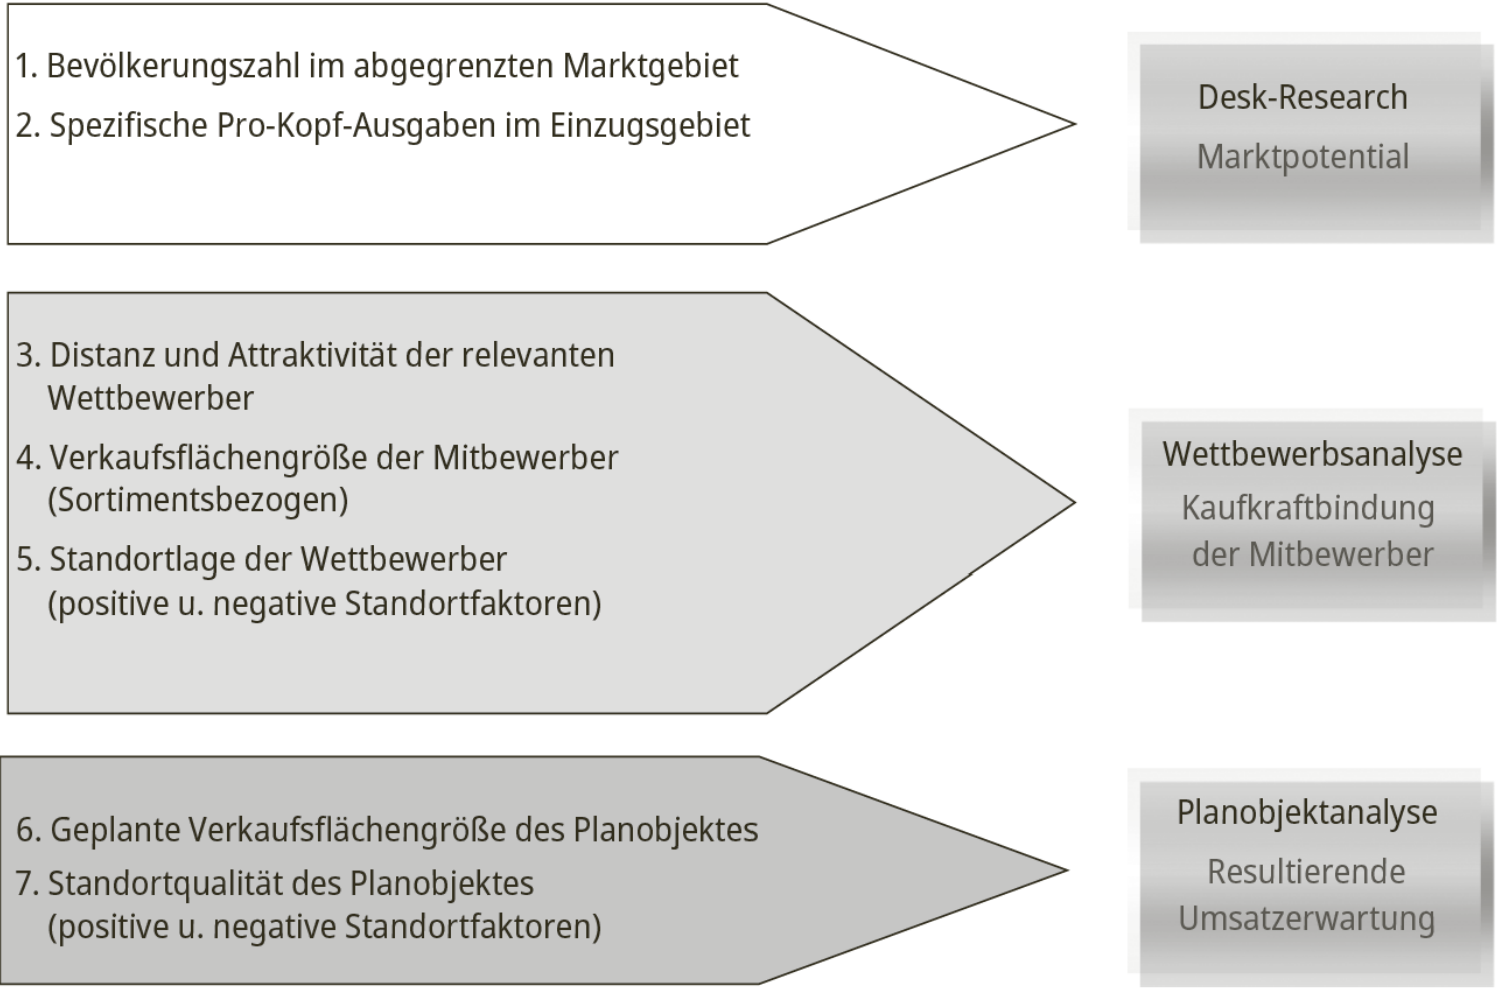 1. Bevölkerungszahl im abgegrenzten Marktgebiet
2. Spezifische Pro-Kopf-Ausgaben im Einzugsgebiet
Desk-Research
Marktpotential
3. Distanz und Attraktivität der relevanten
Wettbewerber
4. Verkaufsflächengröße der Mitbewerber
(Sortimentsbezogen)
5. Standortlage der Wettbewerber
(positive u. negative Standortfaktoren)
Wettbewerbsanalyse
Kaufkraftbindung
der Mitbewerber
6. Geplante Verkaufsflächengröße des Planobjektes
7. Standortqualität des Planobjektes
(positive u. negative Standortfaktoren)
Planobjektanalyse
Resultierende
Umsatzerwartung